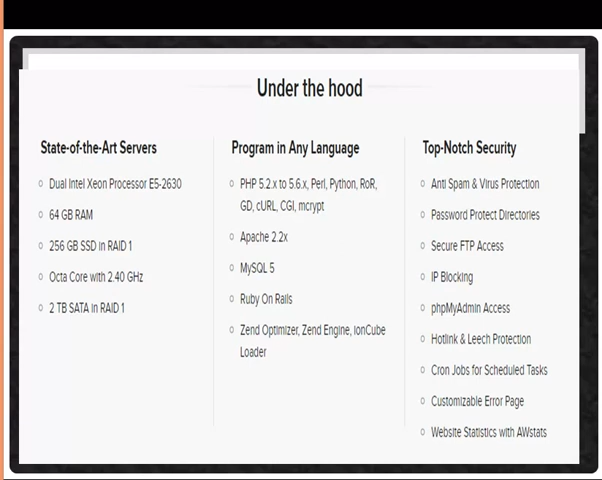 Under the hood
State-of-the-Art Servers
Dual Intel Xeon Processor E5-2630
64 GB RAM
256 GB SSD in RAID 1
Octa Core with 2.40 GHz
2 TB SATA in RAID 1
Program in Any Language
PHP 5.2.x to 5.6.x, Perl, Python, RoR,
GD, cURL, CGI, mcrypt
Apache 2.2x
MySQL 5
Ruby On Rails
Zend Optimizer, Zend Engine, ionCube
Loader
Top-Notch Security
Anti Spam & Virus Protection
Password Protect Directories
Secure FTP Access
IP Blocking
phpMyAdmin Access
Hotlink & Leech Protection
Cron Jobs for Scheduled Tasks
Customizable Error Page
Website Statistics with AWstats